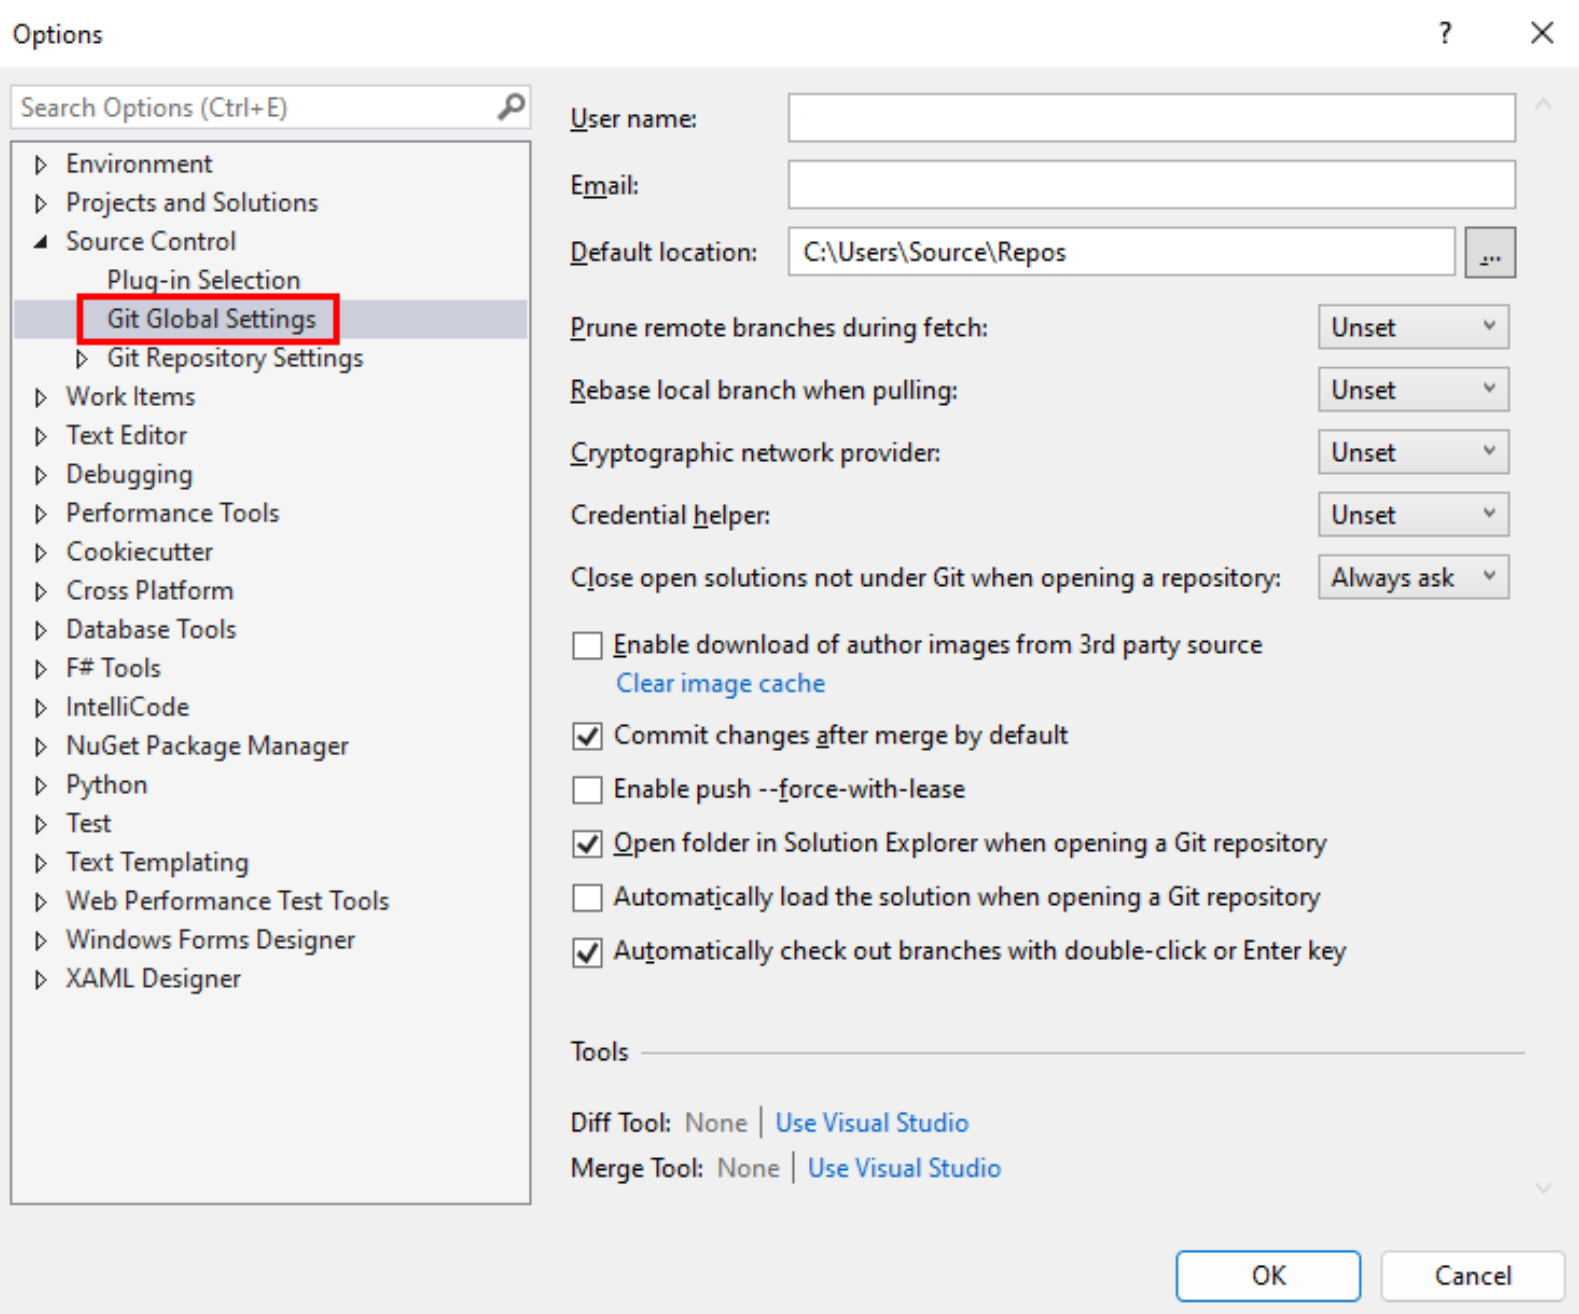 Options
?
Search Options (Ctrl+E)
Environment
Projects and Solutions
Source Control
Plug-in Selection
Git Global Settings
Git Repository Settings
Work Items
Text Editor
Debugging
Performance Tools
Cookiecutter
Cross Platform
Database Tools
F# Tools
IntelliCode
NuGet Package Manager
Python
Test
Text Templating
Web Performance Test Tools
Windows Forms Designer
XAML Designer
User name:
Email:
Default location: C:\Users\Source\Repos ...
Prune remote branches during fetch: Unset
Rebase local branch when pulling: Unset
Cryptographic network provider: Unset
Credential helper: Unset
Close open solutions not under Git when opening a repository: Always ask
Enable download of author images from 3rd party source
Clear image cache
Commit changes after merge by default
Enable push --force-with-lease
Open folder in Solution Explorer when opening a Git repository
Automatically load the solution when opening a Git repository
Automatically check out branches with double-click or Enter key
Tools
Diff Tool: None | Use Visual Studio
Merge Tool: None | Use Visual Studio
OK
Cancel